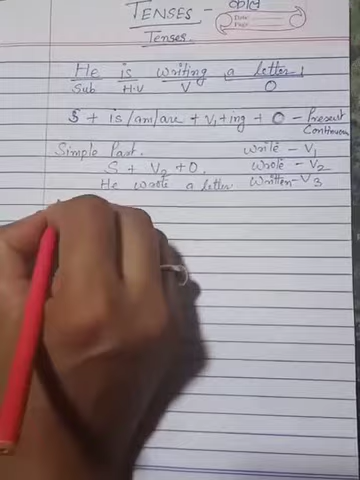 TENSES -
Tenses.
Date:
Page:
He is writing a letter.
Sub H.V V O
S + is/am/are + V1 + ing + O - Present Continuous
Simple Past. write - V1
S + V2 + O. wrote - V2
He wrote a letter. written - V3